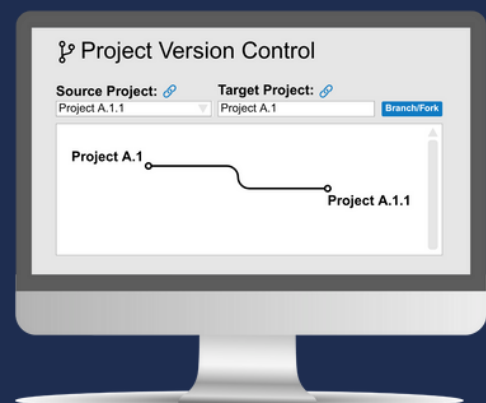 Project Version Control
Source Project: Target Project:
Project A.1.1 Project A.1 Branch/Fork
Project A.1
Project A.1.1